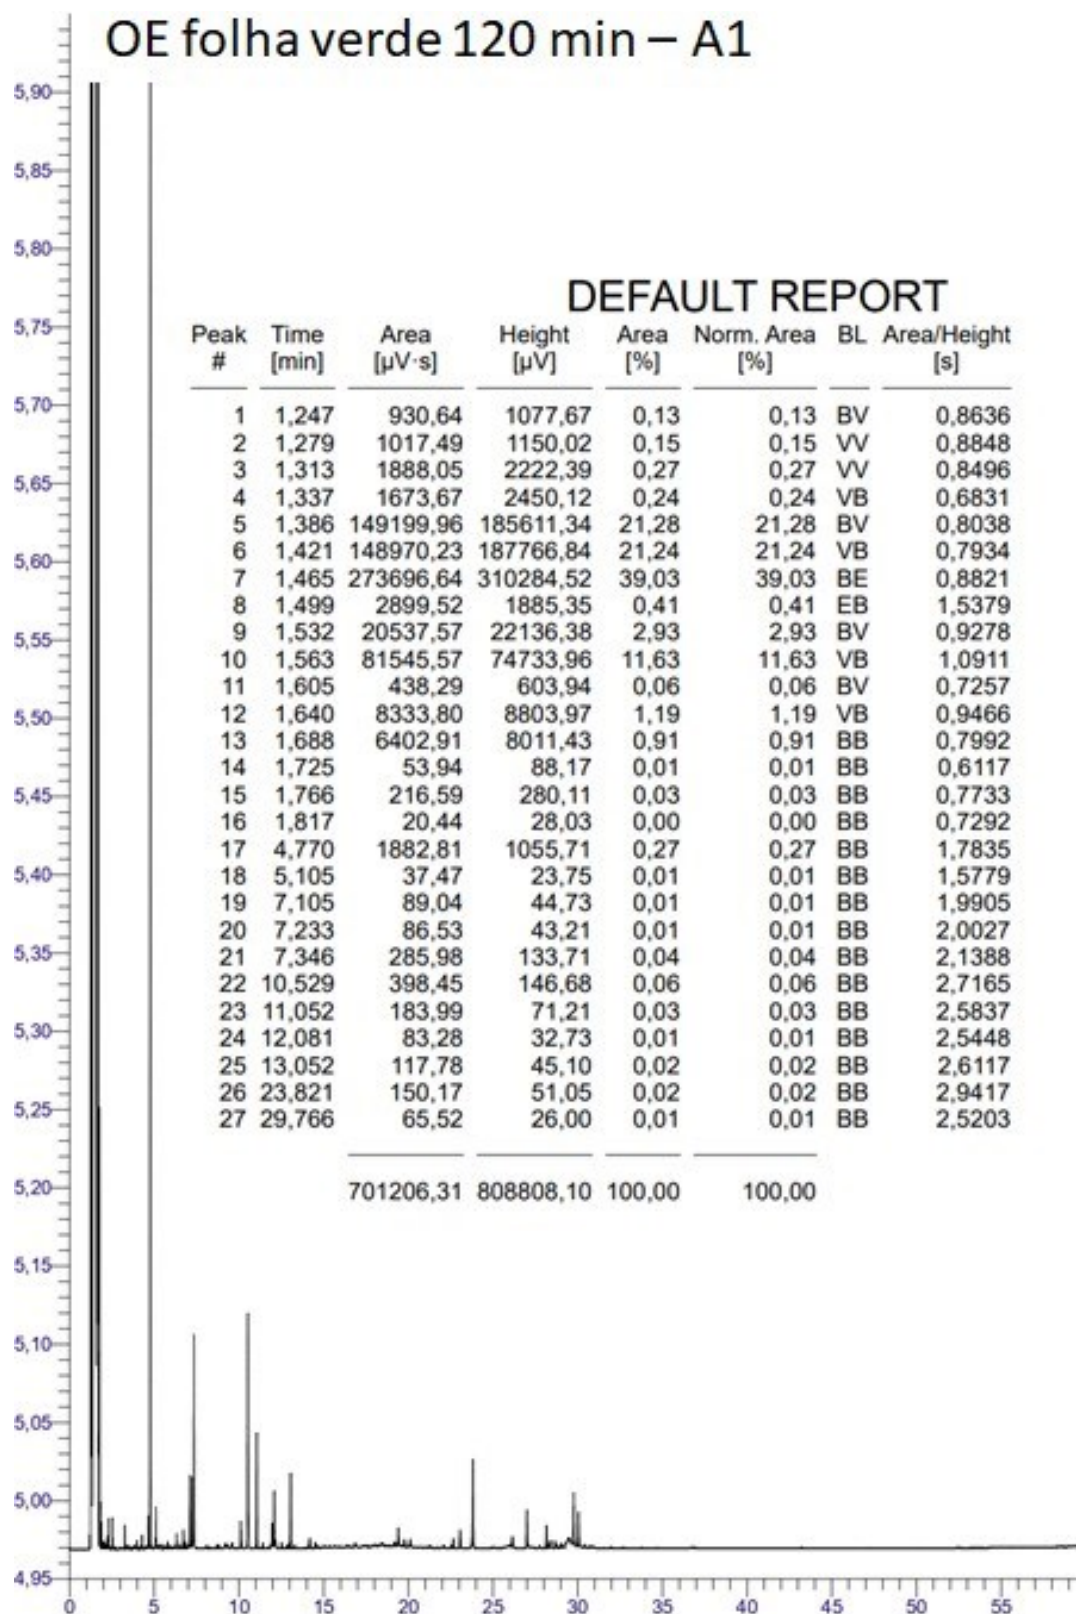 OE folha verde 120 min – A1
5,90
5,85
5,80
DEFAULT REPORT
5,75
Peak Time Area Height Area Norm. Area BL Area/Height
# [min] [µV·s] [µV] [%] [%] [s]
5,70
1 1,247 930,64 1077,67 0,13 0,13 BV 0,8636
2 1,279 1017,49 1150,02 0,15 0,15 VV 0,8848
3 1,313 1888,05 2222,39 0,27 0,27 VV 0,8496
5,65
4 1,337 1673,67 2450,12 0,24 0,24 VB 0,6831
5 1,386 149199,96 185611,34 21,28 21,28 BV 0,8038
6 1,421 148970,23 187766,84 21,24 21,24 VB 0,7934
5,60
7 1,465 273696,64 310284,52 39,03 39,03 BE 0,8821
8 1,499 2899,52 1885,35 0,41 0,41 EB 1,5379
9 1,532 20537,57 22136,38 2,93 2,93 BV 0,9278
5,55
10 1,563 81545,57 74733,96 11,63 11,63 VB 1,0911
11 1,605 438,29 603,94 0,06 0,06 BV 0,7257
12 1,640 8333,80 8803,97 1,19 1,19 VB 0,9466
5,50
13 1,688 6402,91 8011,43 0,91 0,91 BB 0,7992
14 1,725 53,94 88,17 0,01 0,01 BB 0,6117
15 1,766 216,59 280,11 0,03 0,03 BB 0,7733
5,45
16 1,817 20,44 28,03 0,00 0,00 BB 0,7292
17 4,770 1882,81 1055,71 0,27 0,27 BB 1,7835
5,40
18 5,105 37,47 23,75 0,01 0,01 BB 1,5779
19 7,105 89,04 44,73 0,01 0,01 BB 1,9905
20 7,233 86,53 43,21 0,01 0,01 BB 2,0027
5,35
21 7,346 285,98 133,71 0,04 0,04 BB 2,1388
22 10,529 398,45 146,68 0,06 0,06 BB 2,7165
23 11,052 183,99 71,21 0,03 0,03 BB 2,5837
5,30
24 12,081 83,28 32,73 0,01 0,01 BB 2,5448
25 13,052 117,78 45,10 0,02 0,02 BB 2,6117
26 23,821 150,17 51,05 0,02 0,02 BB 2,9417
5,25
27 29,766 65,52 26,00 0,01 0,01 BB 2,5203
5,20
701206,31 808808,10 100,00 100,00
5,15
5,10
5,05
5,00
4,95
0 5 10 15 20 25 30 35 40 45 50 55